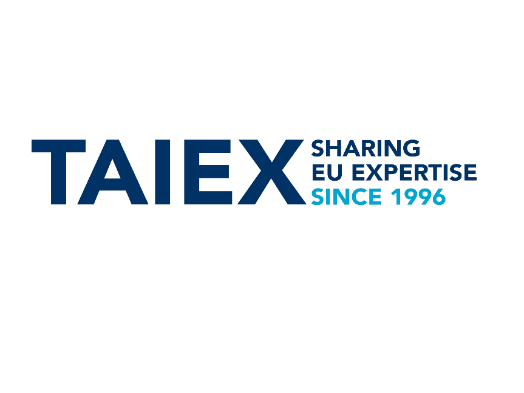 TAIEX
SHARING
EU EXPERTISE
SINCE 1996